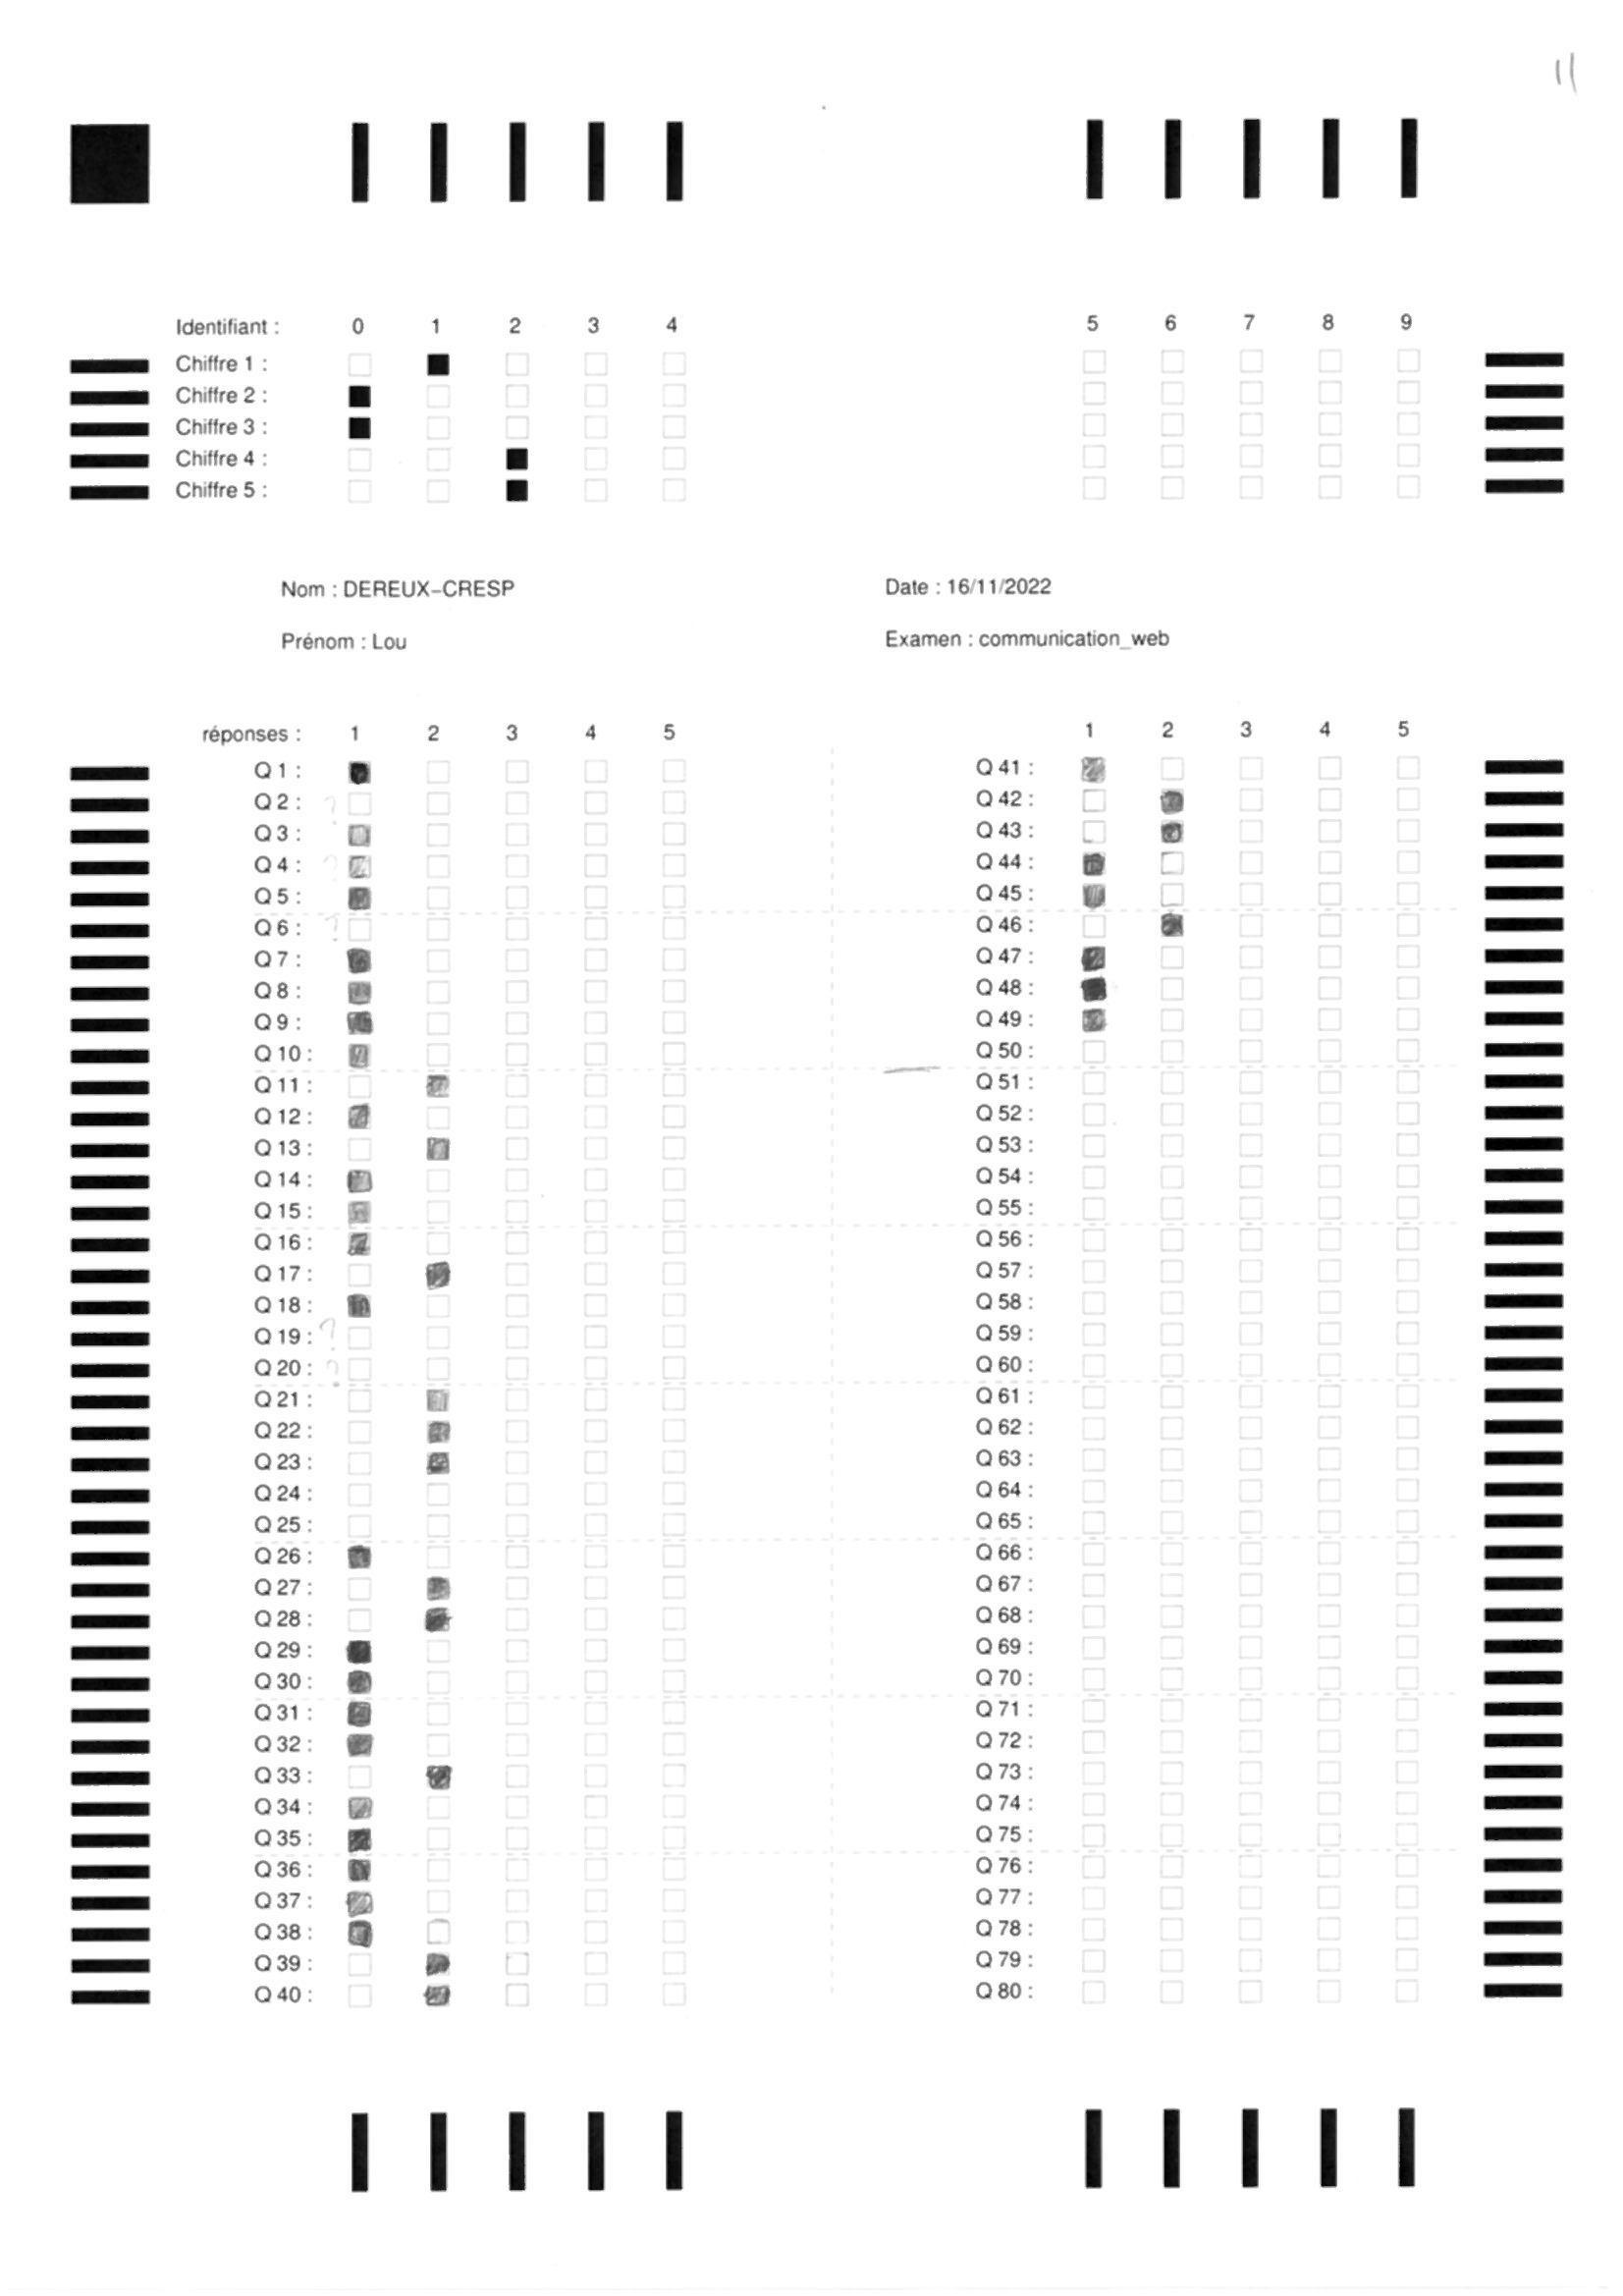 11
Identifiant : 0 1 2 3 4 5 6 7 8 9
Chiffre 1 :
Chiffre 2 :
Chiffre 3 :
Chiffre 4 :
Chiffre 5 :
Nom : DEREUX-CRESP Date : 16/11/2022
Prénom : Lou Examen : communication_web
réponses : 1 2 3 4 5 1 2 3 4 5
Q 1 : Q 41 :
Q 2 : ? Q 42 :
Q 3 : Q 43 :
Q 4 : ? Q 44 :
Q 5 : Q 45 :
Q 6 : ? Q 46 :
Q 7 : Q 47 :
Q 8 : Q 48 :
Q 9 : Q 49 :
Q 10 : Q 50 :
Q 11 : Q 51 :
Q 12 : Q 52 :
Q 13 : Q 53 :
Q 14 : Q 54 :
Q 15 : Q 55 :
Q 16 : Q 56 :
Q 17 : Q 57 :
Q 18 : Q 58 :
Q 19 : ? Q 59 :
Q 20 : ? Q 60 :
Q 21 : Q 61 :
Q 22 : Q 62 :
Q 23 : Q 63 :
Q 24 : Q 64 :
Q 25 : Q 65 :
Q 26 : Q 66 :
Q 27 : Q 67 :
Q 28 : Q 68 :
Q 29 : Q 69 :
Q 30 : Q 70 :
Q 31 : Q 71 :
Q 32 : Q 72 :
Q 33 : Q 73 :
Q 34 : Q 74 :
Q 35 : Q 75 :
Q 36 : Q 76 :
Q 37 : Q 77 :
Q 38 : Q 78 :
Q 39 : Q 79 :
Q 40 : Q 80 :